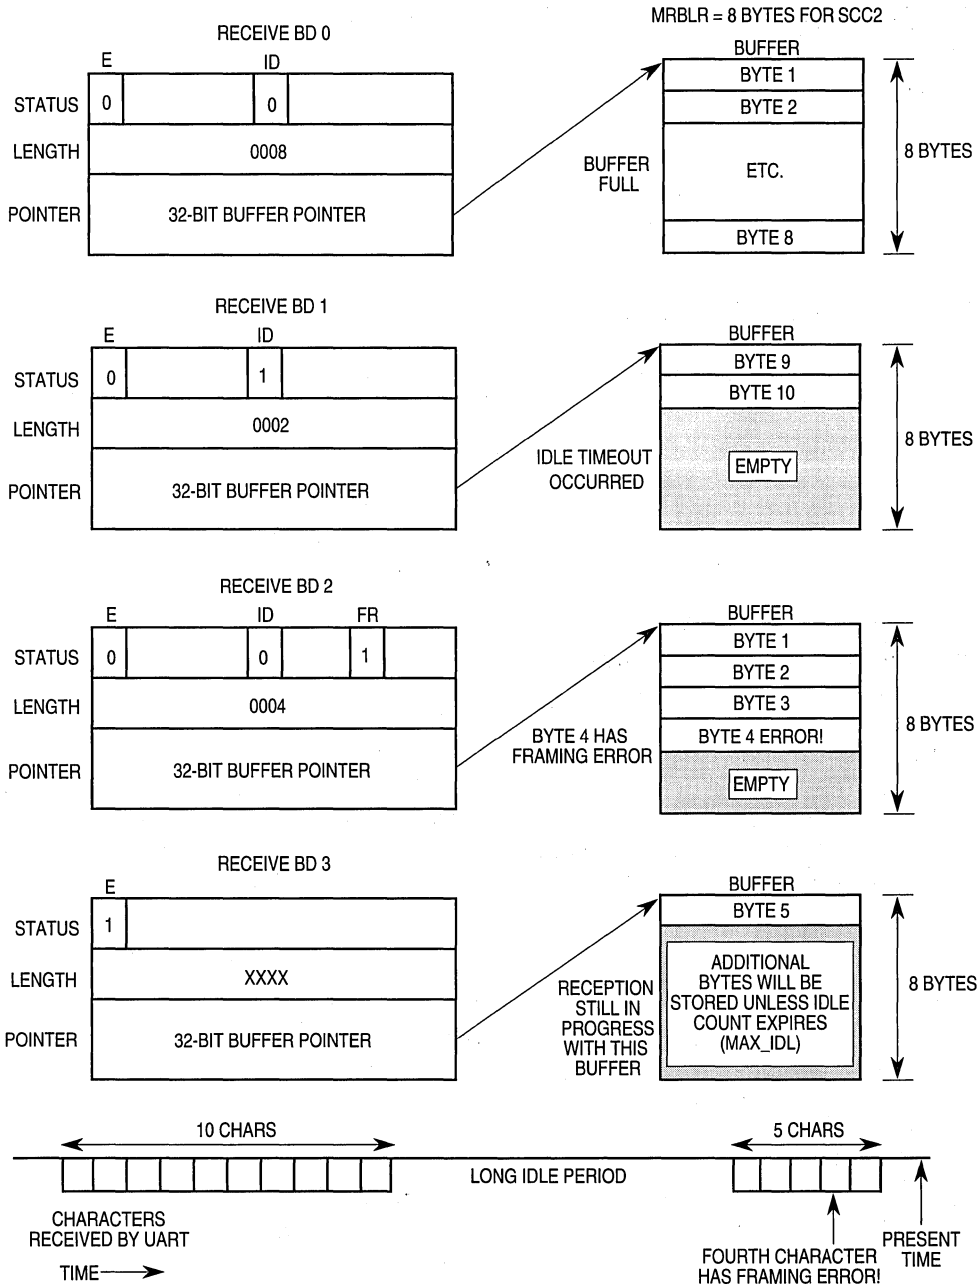 MRBLR = 8 BYTES FOR SCC2
RECEIVE BD 0
BUFFER
E ID
BYTE 1
STATUS 0 0
BYTE 2
LENGTH 0008
BUFFER FULL
ETC.
8 BYTES
POINTER 32-BIT BUFFER POINTER
BYTE 8
RECEIVE BD 1
E ID
BUFFER
BYTE 9
STATUS 0 1
BYTE 10
LENGTH 0002
8 BYTES
IDLE TIMEOUT
OCCURRED
EMPTY
POINTER 32-BIT BUFFER POINTER
RECEIVE BD 2
E ID FR
BUFFER
BYTE 1
STATUS 0 0 1
BYTE 2
LENGTH 0004
BYTE 3
8 BYTES
BYTE 4 HAS
FRAMING ERROR
BYTE 4 ERROR!
POINTER 32-BIT BUFFER POINTER
EMPTY
RECEIVE BD 3
E
BUFFER
BYTE 5
STATUS 1
LENGTH XXXX
RECEPTION
STILL IN
PROGRESS
WITH THIS
BUFFER
ADDITIONAL
BYTES WILL BE
STORED UNLESS IDLE
COUNT EXPIRES
(MAX_IDL)
8 BYTES
POINTER 32-BIT BUFFER POINTER
10 CHARS
5 CHARS
LONG IDLE PERIOD
CHARACTERS
RECEIVED BY UART
TIME
FOURTH CHARACTER
HAS FRAMING ERROR!
PRESENT
TIME